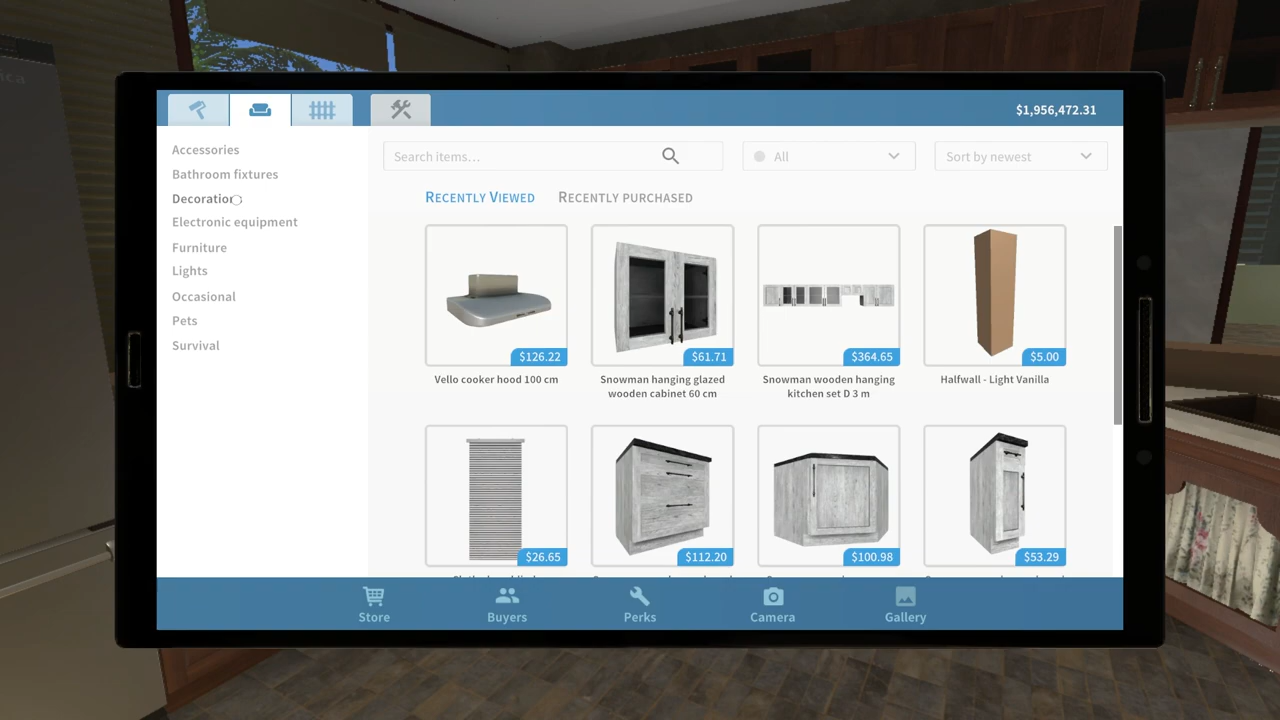 $1,956,472.31
Accessories
Bathroom fixtures
Decoration
Electronic equipment
Furniture
Lights
Occasional
Pets
Survival
Search items...
All
Sort by newest
RECENTLY VIEWED
RECENTLY PURCHASED
$126.22
Vello cooker hood 100 cm
$61.71
Snowman hanging glazed
wooden cabinet 60 cm
$364.65
Snowman wooden hanging
kitchen set D 3 m
$5.00
Halfwall - Light Vanilla
$26.65
$112.20
$100.98
$53.29
Store
Buyers
Perks
Camera
Gallery